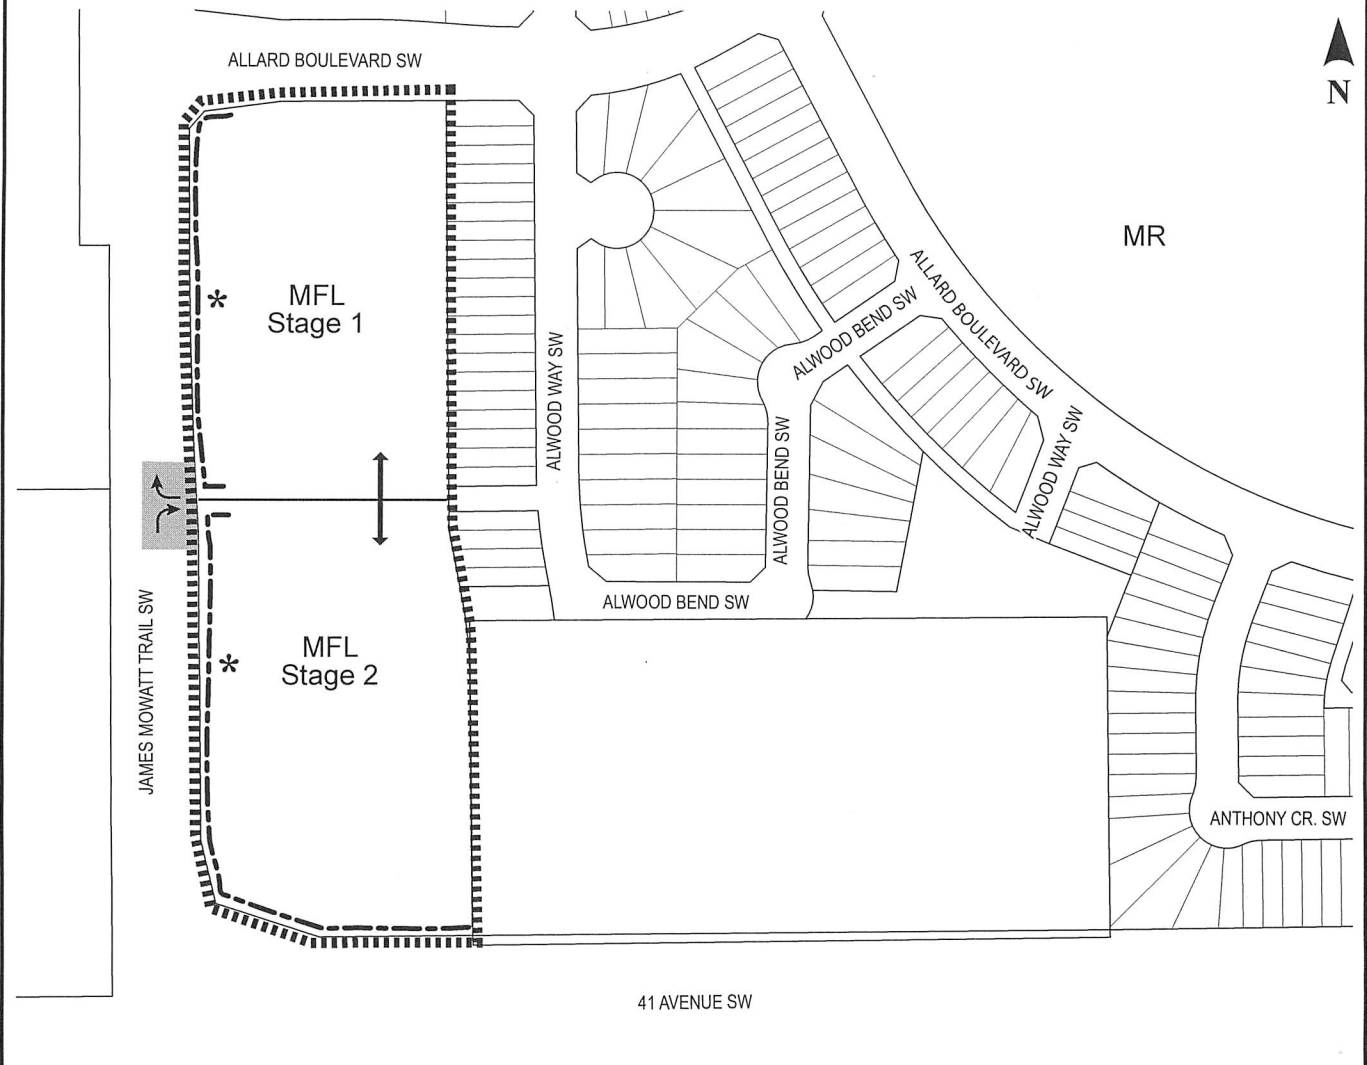 ALLARD BOULEVARD SW
N
MR
MFL
Stage 1
*
ALWOOD WAY SW
ALWOOD BEND SW
ALLARD BOULEVARD SW
ALWOOD BEND SW
ALWOOD WAY SW
ALWOOD BEND SW
JAMES MOWATT TRAIL SW
MFL
Stage 2
*
ANTHONY CR. SW
41 AVENUE SW